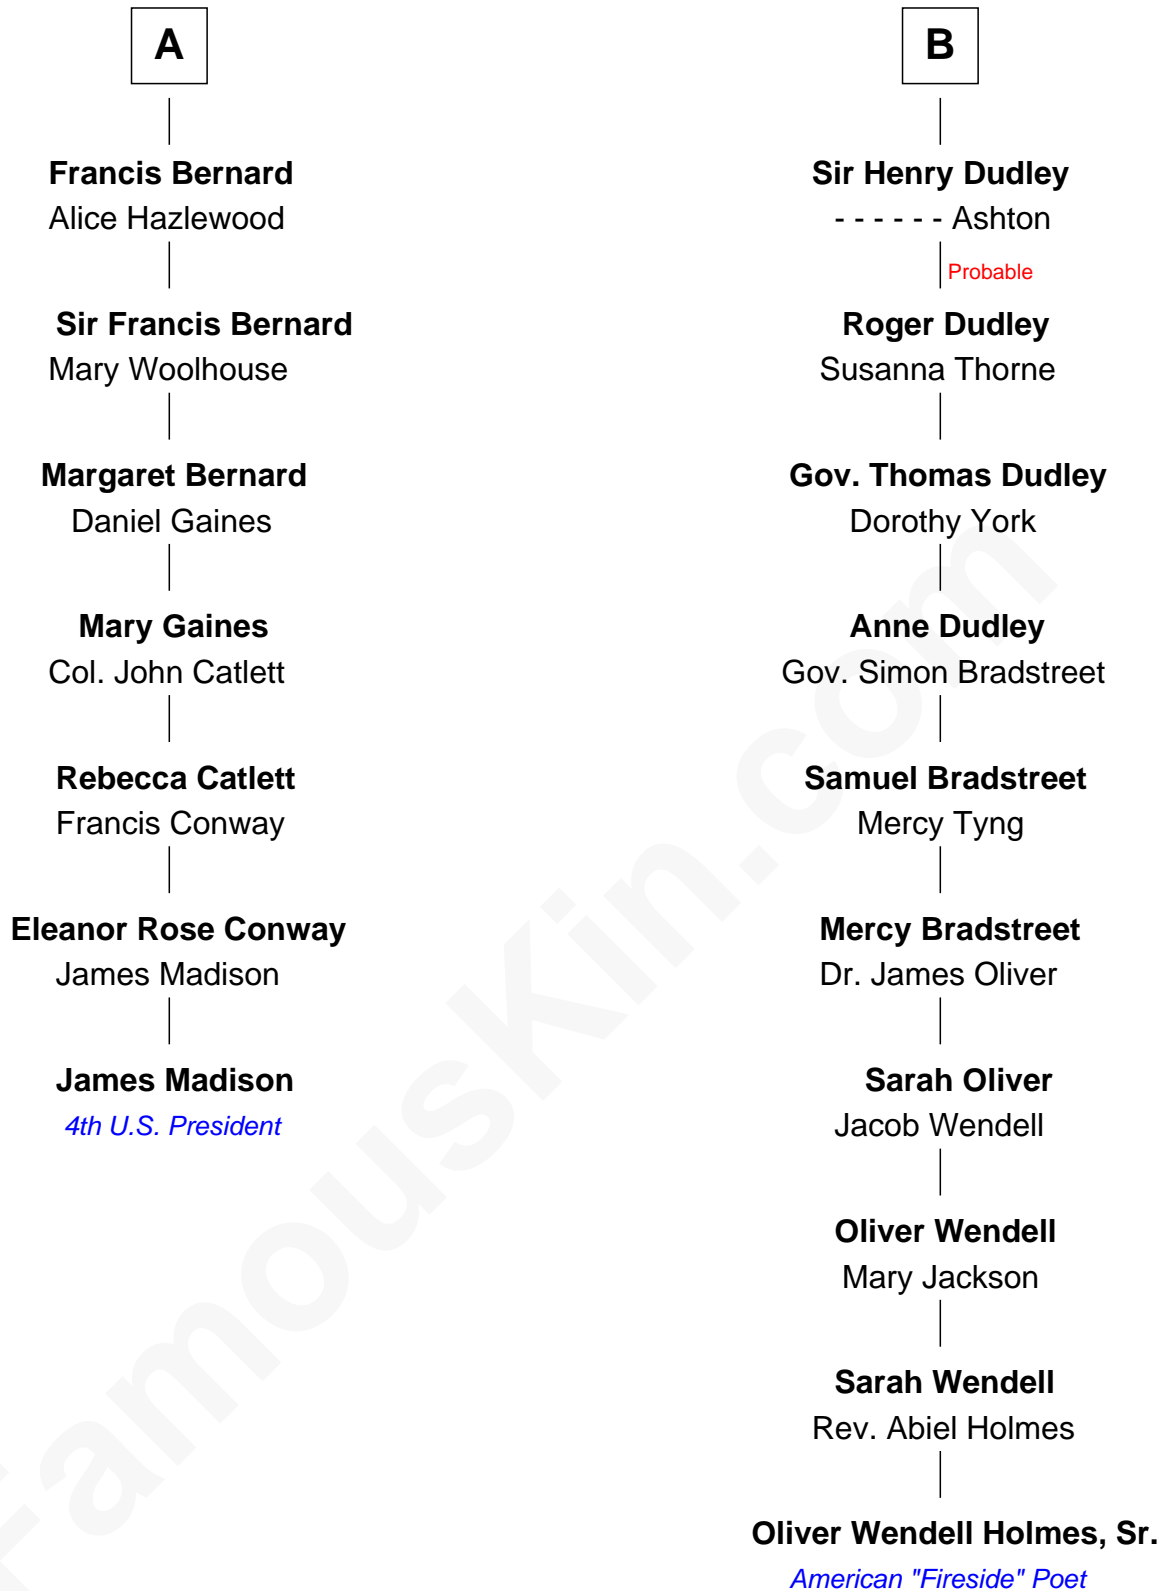 A
Francis Bernard
Alice Hazlewood
Sir Francis Bernard
Mary Woolhouse
Margaret Bernard
Daniel Gaines
Mary Gaines
Col. John Catlett
Rebecca Catlett
Francis Conway
Eleanor Rose Conway
James Madison
James Madison
4th U.S. President
B
Sir Henry Dudley
- - - - - - Ashton
Probable
Roger Dudley
Susanna Thorne
Gov. Thomas Dudley
Dorothy York
Anne Dudley
Gov. Simon Bradstreet
Samuel Bradstreet
Mercy Tyng
Mercy Bradstreet
Dr. James Oliver
Sarah Oliver
Jacob Wendell
Oliver Wendell
Mary Jackson
Sarah Wendell
Rev. Abiel Holmes
Oliver Wendell Holmes, Sr.
American "Fireside" Poet
FamousKin.com